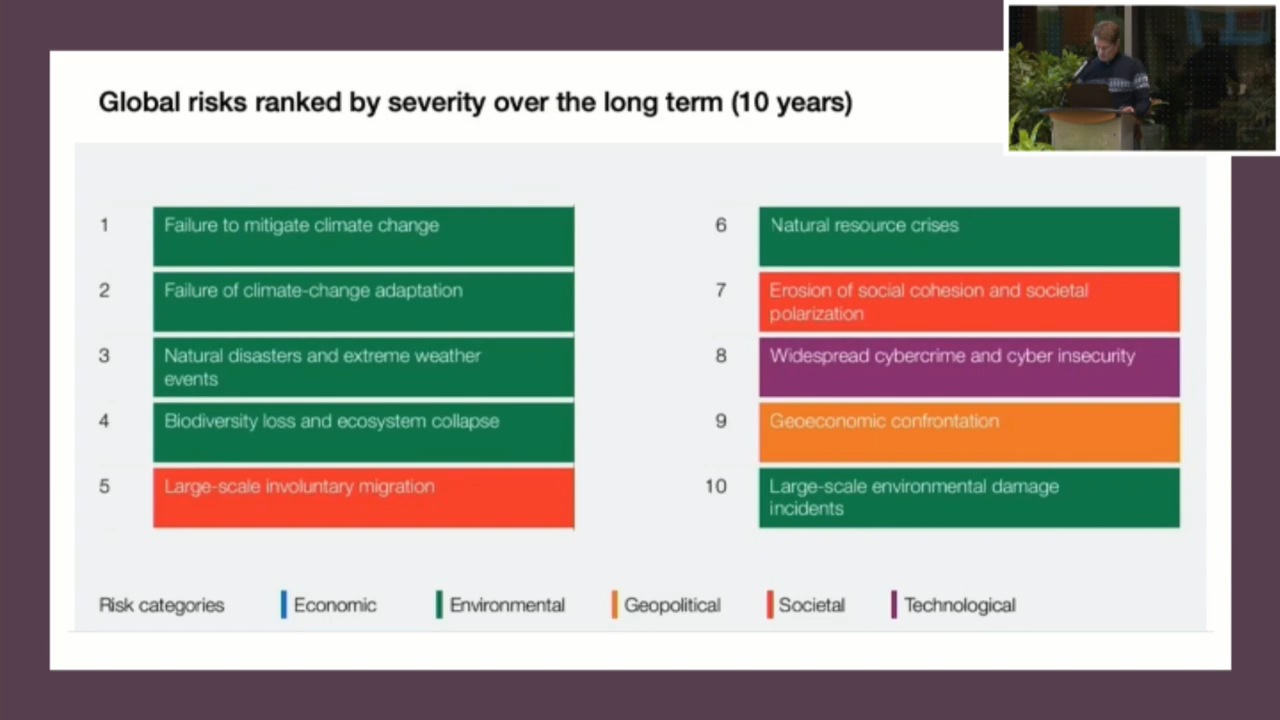 Global risks ranked by severity over the long term (10 years)
1 Failure to mitigate climate change
2 Failure of climate-change adaptation
3 Natural disasters and extreme weather
events
4 Biodiversity loss and ecosystem collapse
5 Large-scale involuntary migration
6 Natural resource crises
7 Erosion of social cohesion and societal
polarization
8 Widespread cybercrime and cyber insecurity
9 Geoeconomic confrontation
10 Large-scale environmental damage
incidents
Risk categories Economic Environmental Geopolitical Societal Technological